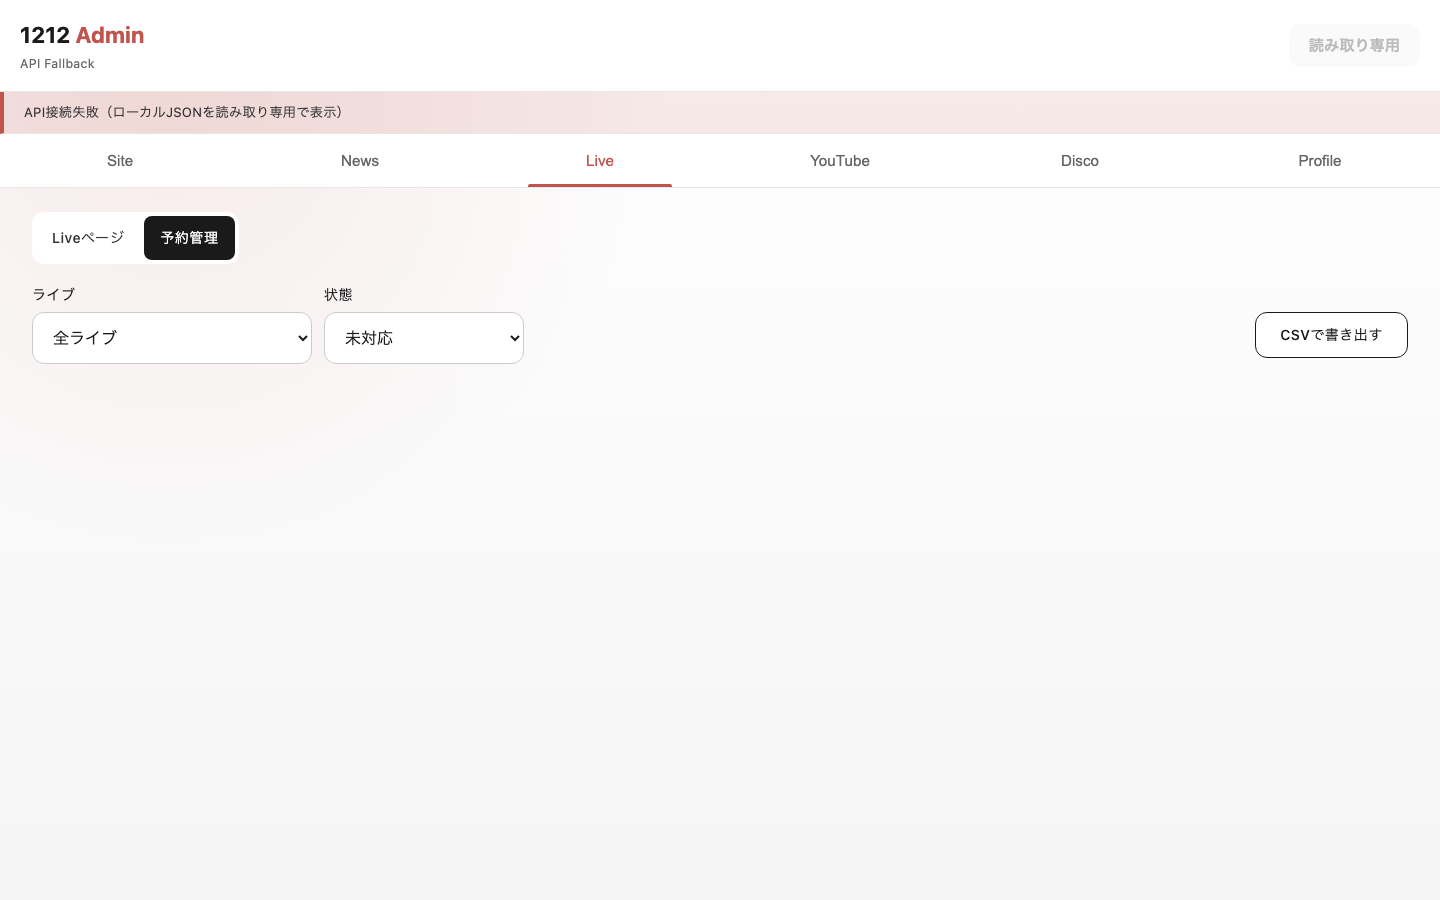 1212 Admin
API Fallback
読み取り専用
API接続失敗（ローカルJSONを読み取り専用で表示）
Site
News
Live
YouTube
Disco
Profile
Liveページ
予約管理
ライブ
状態
全ライブ
未対応
CSVで書き出す